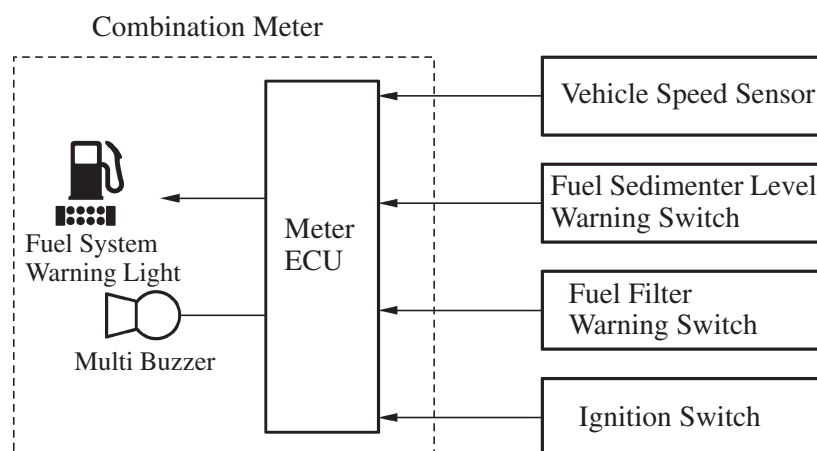 Combination Meter
Vehicle Speed Sensor
Fuel Sedimenter Level
Warning Switch
Meter
ECU
Fuel System
Warning Light
Fuel Filter
Warning Switch
Multi Buzzer
Ignition Switch